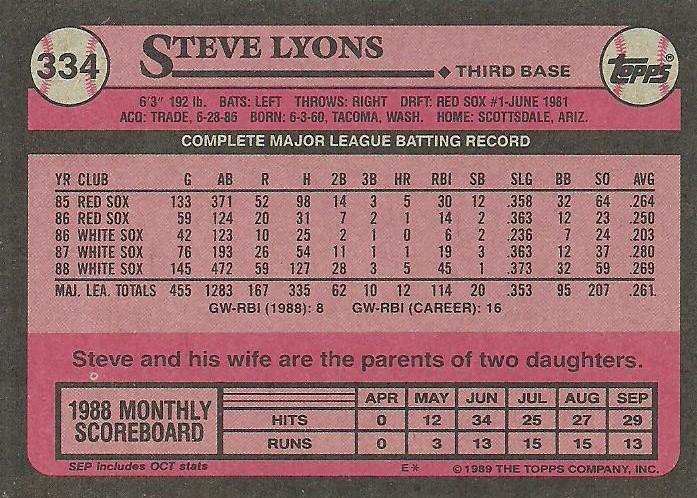 334
STEVE LYONS
THIRD BASE
TOPPS®
6'3" 192 lb. BATS: LEFT THROWS: RIGHT DRFT: RED SOX #1-JUNE 1981
ACQ: TRADE, 6-28-86 BORN: 6-3-60, TACOMA, WASH. HOME: SCOTTSDALE, ARIZ.
COMPLETE MAJOR LEAGUE BATTING RECORD
YR CLUB G AB R H 2B 3B HR RBI SB SLG BB SO AVG
85 RED SOX 133 371 52 98 14 3 5 30 12 .358 32 64 .264
86 RED SOX 59 124 20 31 7 2 1 14 2 .363 12 23 .250
86 WHITE SOX 42 123 10 25 2 1 0 6 2 .236 7 24 .203
87 WHITE SOX 76 193 26 54 11 1 1 19 3 .363 12 37 .280
88 WHITE SOX 145 472 59 127 28 3 5 45 1 .373 32 59 .269
MAJ. LEA. TOTALS 455 1283 167 335 62 10 12 114 20 .353 95 207 .261
GW-RBI (1988): 8 GW-RBI (CAREER): 16
Steve and his wife are the parents of two daughters.
1988 MONTHLY SCOREBOARD
APR MAY JUN JUL AUG SEP
HITS 0 12 34 25 27 29
RUNS 0 3 13 15 15 13
SEP includes OCT stats E* ©1989 THE TOPPS COMPANY, INC.